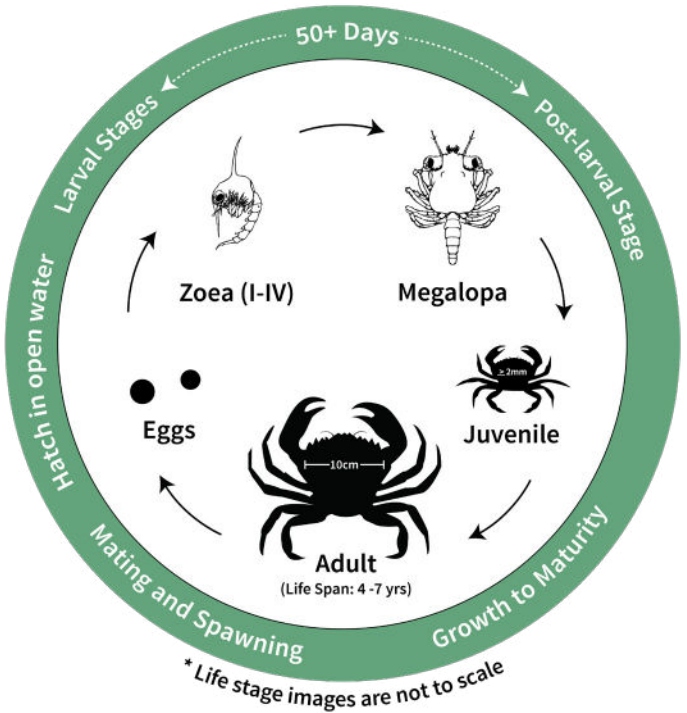 50+ Days
Larval Stages
Post-larval Stage
Zoea (I-IV)
Megalopa
Hatch in open water
Eggs
≥2mm
Juvenile
10cm
Adult
(Life Span: 4 -7 yrs)
Mating and Spawning
Growth to Maturity
* Life stage images are not to scale